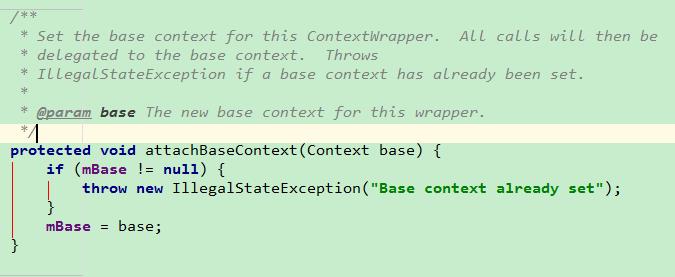 /**
 * Set the base context for this ContextWrapper.  All calls will then be
 * delegated to the base context.  Throws
 * IllegalStateException if a base context has already been set.
 *
 * @param base The new base context for this wrapper.
 */
protected void attachBaseContext(Context base) {
    if (mBase != null) {
        throw new IllegalStateException("Base context already set");
    }
    mBase = base;
}